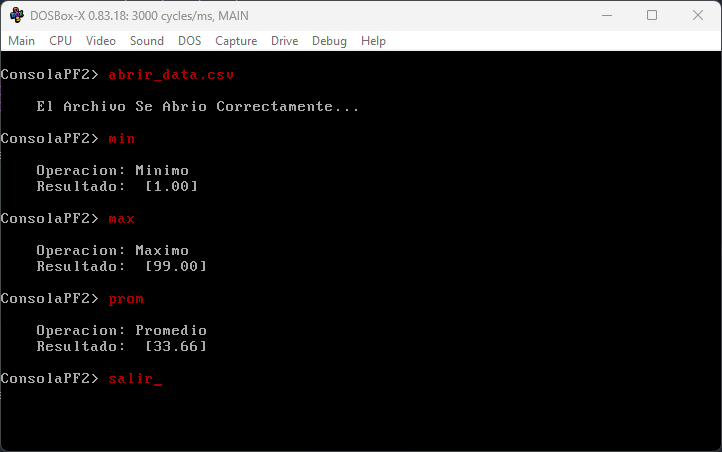 DOSBox-X 0.83.18: 3000 cycles/ms, MAIN
Main CPU Video Sound DOS Capture Drive Debug Help
ConsolaPF2> abrir_data.csv
El Archivo Se Abrio Correctamente...
ConsolaPF2> min
Operacion: Minimo
Resultado: [1.00]
ConsolaPF2> max
Operacion: Maximo
Resultado: [99.00]
ConsolaPF2> prom
Operacion: Promedio
Resultado: [33.66]
ConsolaPF2> salir_